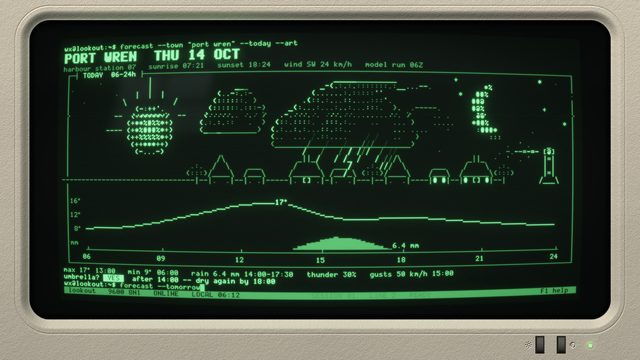 wx@lookout:~$ forecast --town "port wren" --today --art
PORT WREN THU 14 OCT
harbour station 07 sunrise 07:21 sunset 18:24 wind SW 24 km/h model run 06Z
TODAY 06-24h
16°
12°
8°
mm
17°
6.4 mm
06 09 12 15 18 21 24
max 17° 13:00 min 9° 06:00 rain 6.4 mm 14:00-17:30 thunder 30% gusts 50 km/h 15:00
umbrella? YES after 14:00 -- dry again by 18:00
wx@lookout:~$ forecast --tomorrow
lookout 9600 8N1 ONLINE LOCAL 06:12 F1 help